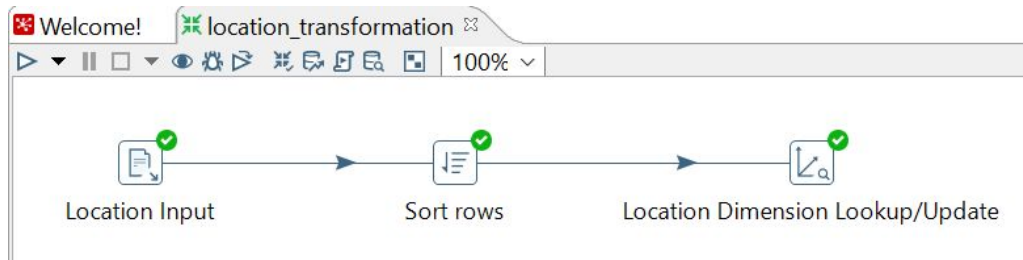 Welcome! location_transformation
100%
Location Input Sort rows Location Dimension Lookup/Update